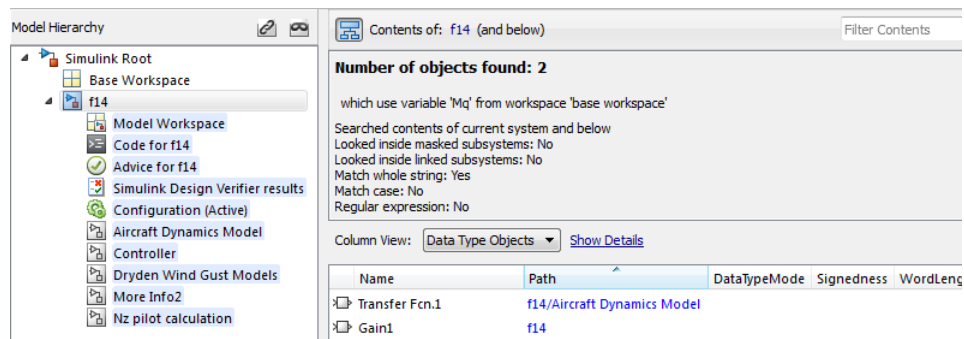 Model Hierarchy
Simulink Root
Base Workspace
f14
Model Workspace
Code for f14
Advice for f14
Simulink Design Verifier results
Configuration (Active)
Aircraft Dynamics Model
Controller
Dryden Wind Gust Models
More Info2
Nz pilot calculation
Contents of: f14 (and below) Filter Contents
Number of objects found: 2
which use variable 'Mq' from workspace 'base workspace'
Searched contents of current system and below
Looked inside masked subsystems: No
Looked inside linked subsystems: No
Match whole string: Yes
Match case: No
Regular expression: No
Column View: Data Type Objects Show Details
Name Path DataTypeMode Signedness WordLeng
Transfer Fcn.1 f14/Aircraft Dynamics Model
Gain1 f14